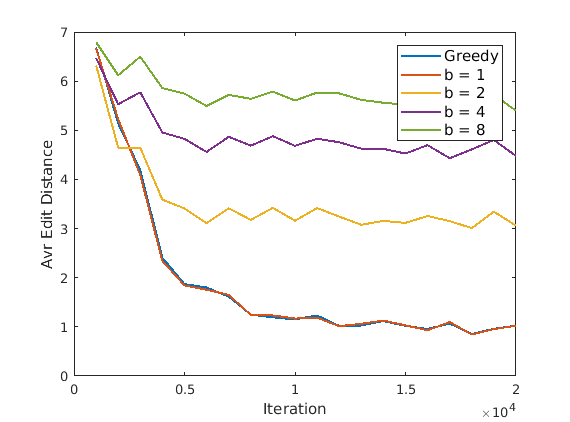 7
6
5
4
3
2
1
0
Avr Edit Distance
Greedy
b = 1
b = 2
b = 4
b = 8
0
0.5
1
1.5
2
Iteration
×10^4